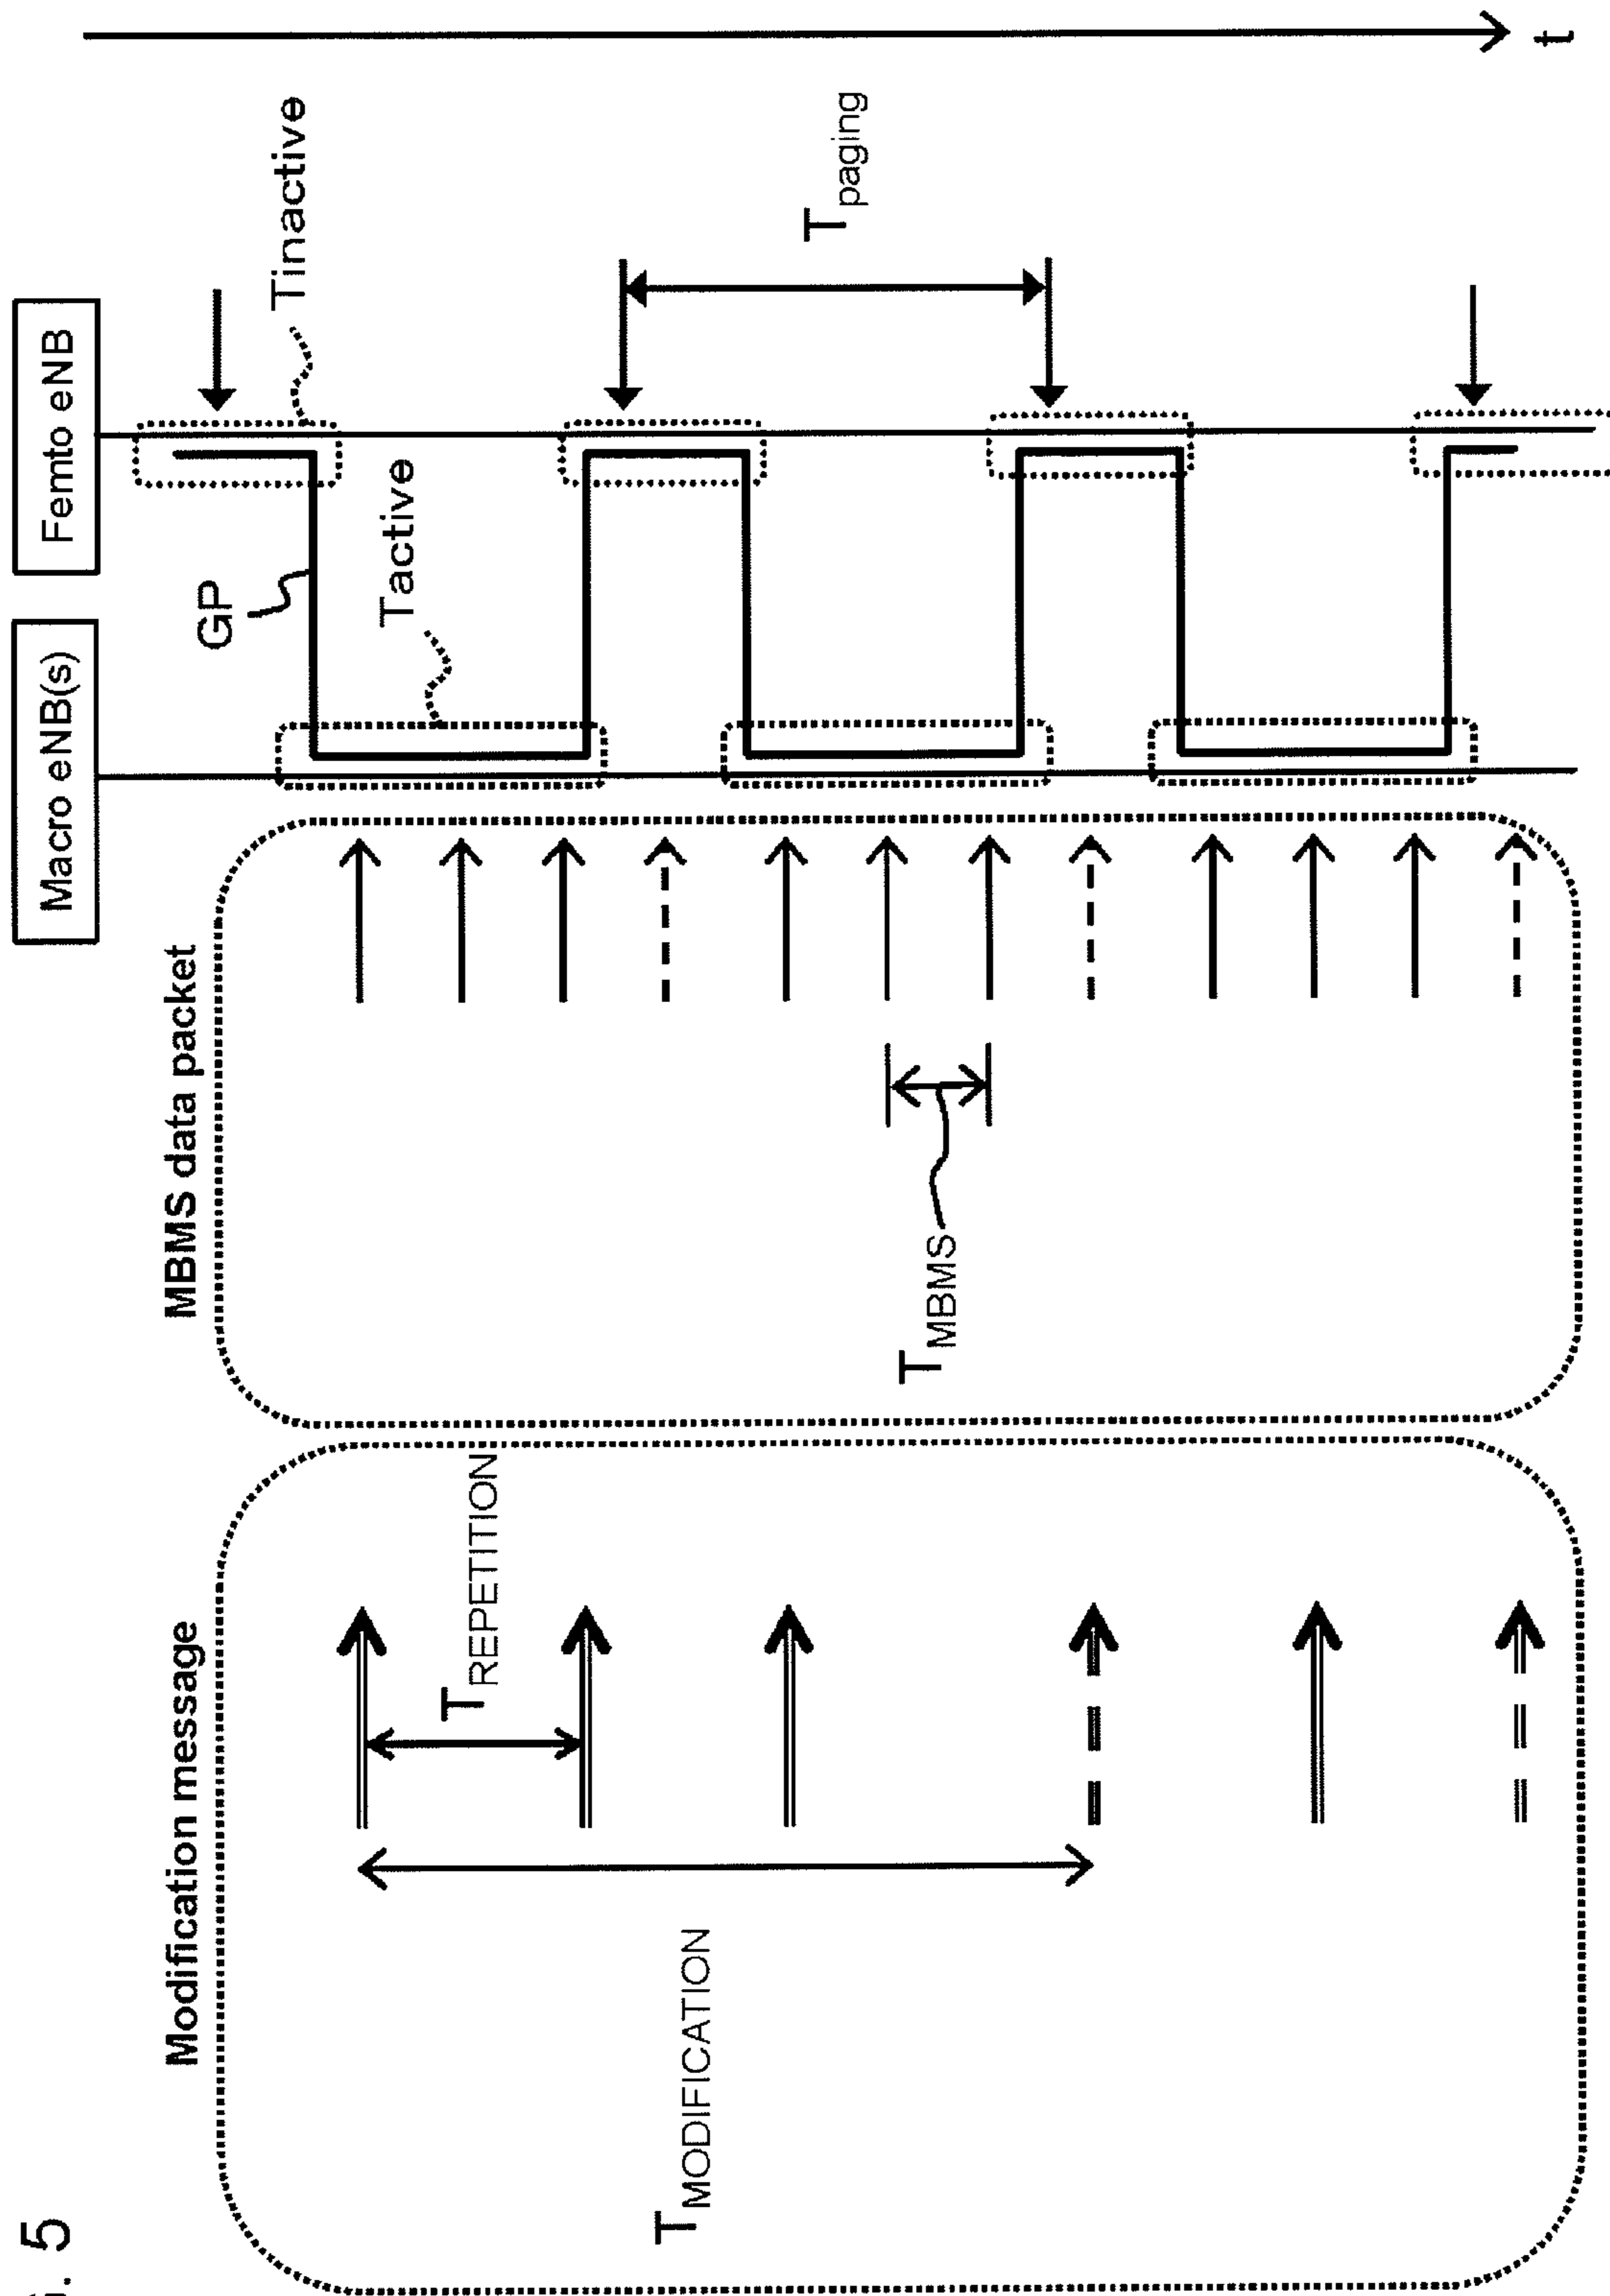 . 5
Modification message
MBMS data packet
Macro eNB(s)
Femto eNB
GP
Tactive
Tinactive
TREPETITION
TMODIFICATION
TMBMS
Tpaging
t